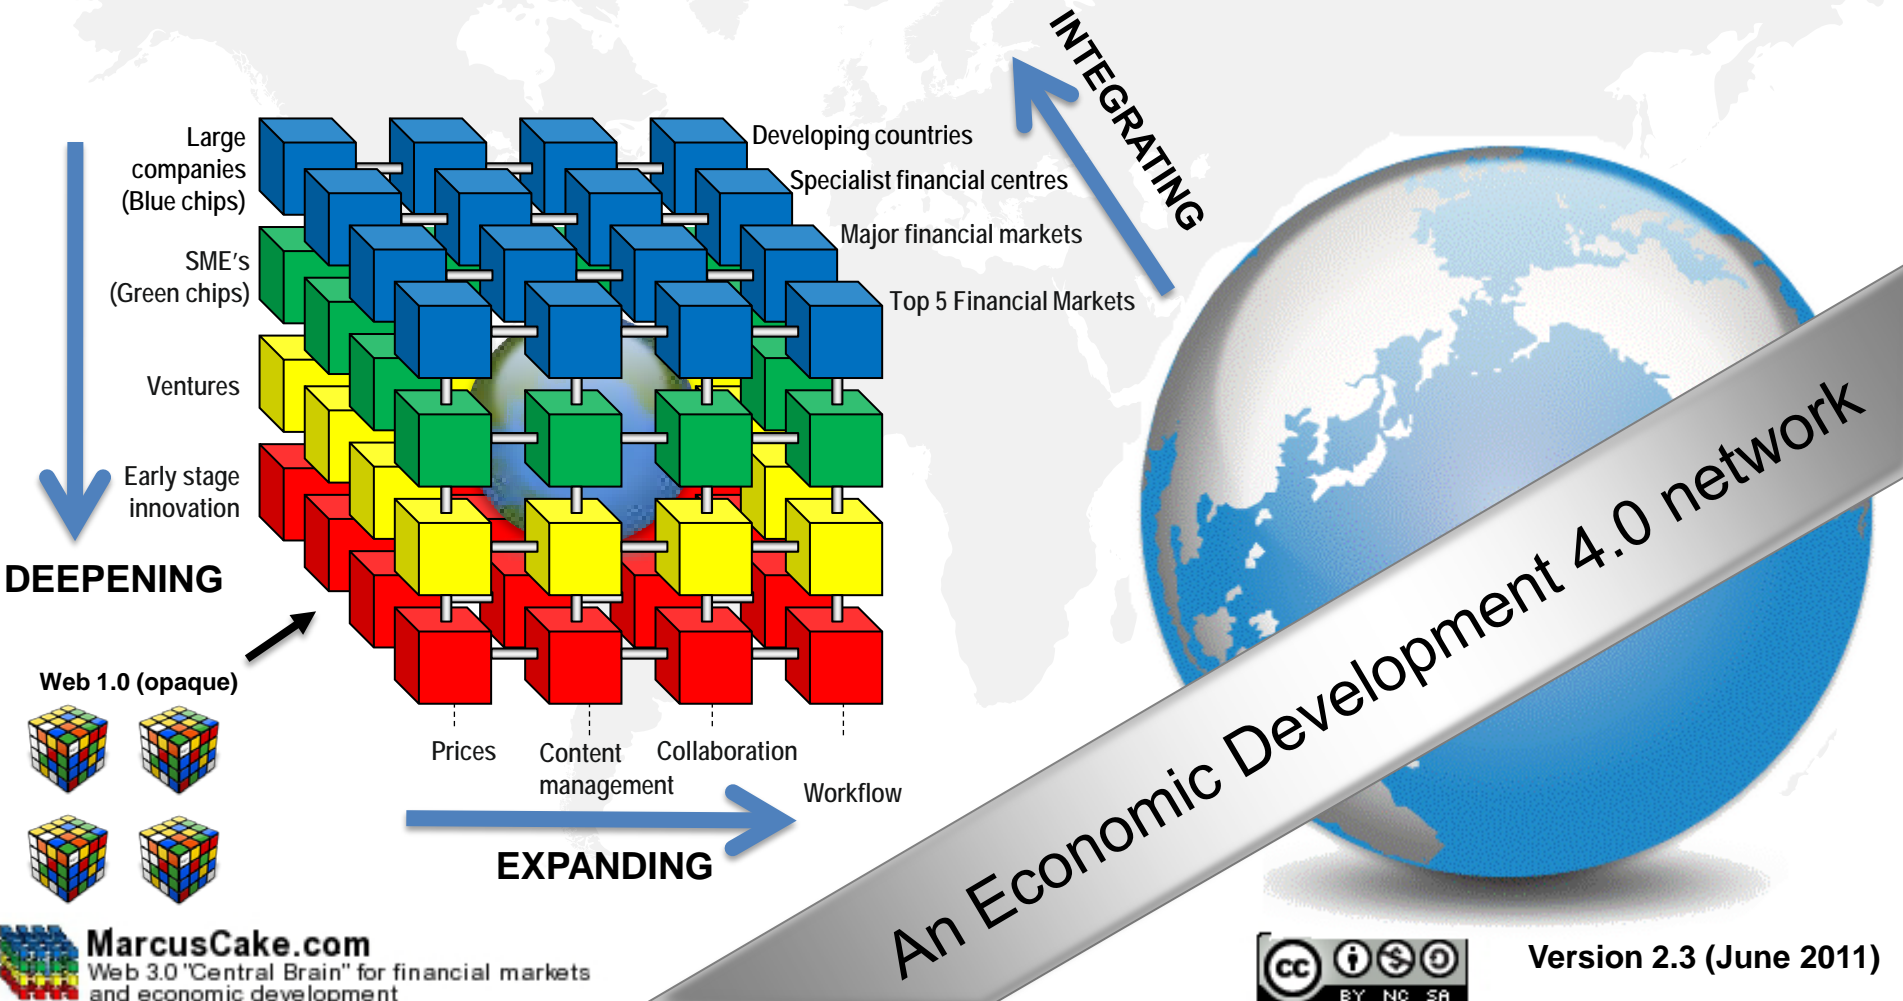 INTEGRATING
Large
companies
(Blue chips)
Developing countries
Specialist financial centres
Major financial markets
Top 5 Financial Markets
SME's
(Green chips)
Ventures
Early stage
innovation
DEEPENING
Web 1.0 (opaque)
Prices
Content
management
Collaboration
Workflow
EXPANDING
An Economic Development 4.0 network
MarcusCake.com
Web 3.0 "Central Brain" for financial markets
and economic development
cc
BY NC SA
Version 2.3 (June 2011)